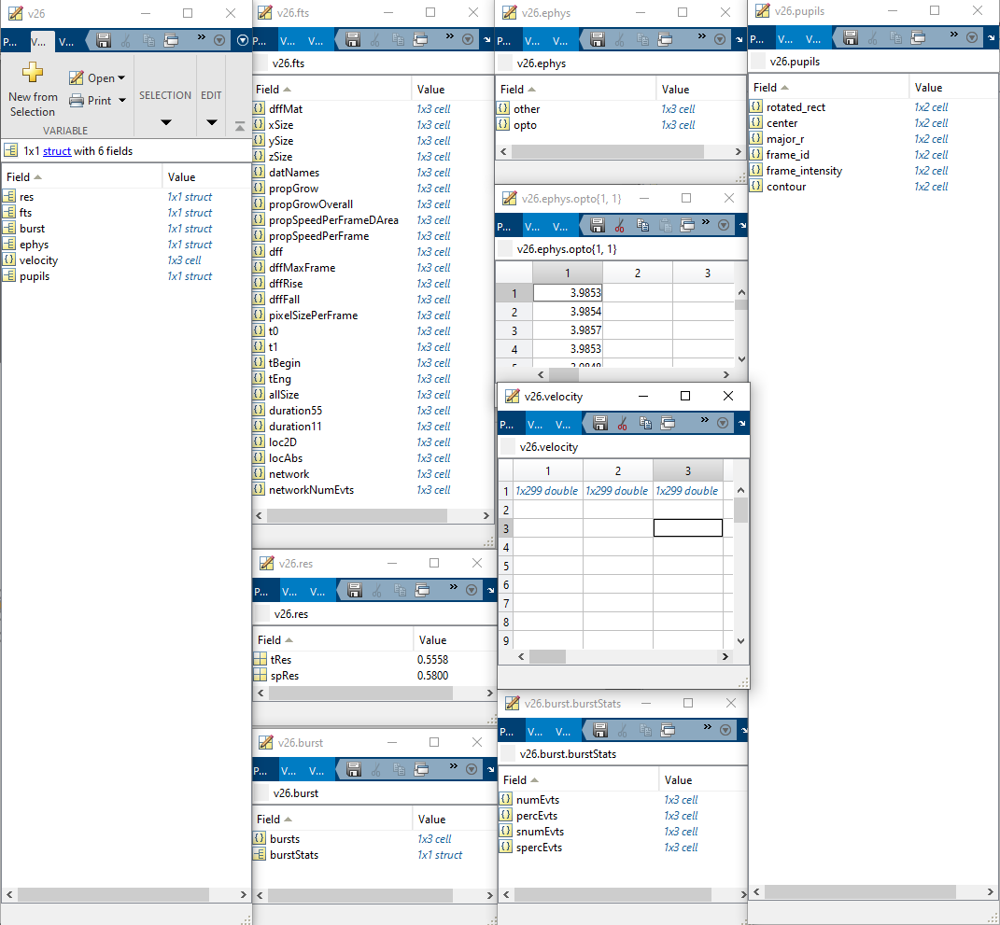 v26
P... V... V...
New from
Selection
Open
Print
VARIABLE
SELECTION
EDIT
1x1 struct with 6 fields
Field Value
res 1x1 struct
fts 1x1 struct
burst 1x1 struct
ephys 1x1 struct
velocity 1x3 cell
pupils 1x1 struct
v26.fts
P... V... V...
v26.fts
Field Value
dffMat 1x3 cell
xSize 1x3 cell
ySize 1x3 cell
zSize 1x3 cell
datNames 1x3 cell
propGrow 1x3 cell
propGrowOverall 1x3 cell
propSpeedPerFrameDArea 1x3 cell
propSpeedPerFrame 1x3 cell
dff 1x3 cell
dffMaxFrame 1x3 cell
dffRise 1x3 cell
dffFall 1x3 cell
pixelSizePerFrame 1x3 cell
t0 1x3 cell
t1 1x3 cell
tBegin 1x3 cell
tEng 1x3 cell
allSize 1x3 cell
duration55 1x3 cell
duration11 1x3 cell
loc2D 1x3 cell
locAbs 1x3 cell
network 1x3 cell
networkNumEvts 1x3 cell
v26.res
P... V... V...
v26.res
Field Value
tRes 0.5558
spRes 0.5800
v26.burst
P... V... V...
v26.burst
Field Value
bursts 1x3 cell
burstStats 1x1 struct
v26.ephys
P... V... V...
v26.ephys
Field Value
other 1x3 cell
opto 1x3 cell
v26.ephys.opto{1, 1}
P... V... V...
v26.ephys.opto{1, 1}
1 2 3
1 3.9853
2 3.9854
3 3.9857
4 3.9853
5 3.9848
v26.velocity
P... V... V...
v26.velocity
1 2 3
1 1x299 double 1x299 double 1x299 double
2
3
4
5
6
7
8
9
v26.burst.burstStats
P... V... V...
v26.burst.burstStats
Field Value
numEvts 1x3 cell
percEvts 1x3 cell
snumEvts 1x3 cell
spercEvts 1x3 cell
v26.pupils
P... V... V...
v26.pupils
Field Value
rotated_rect 1x2 cell
center 1x2 cell
major_r 1x2 cell
frame_id 1x2 cell
frame_intensity 1x2 cell
contour 1x2 cell